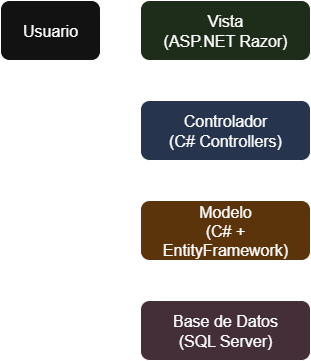 Usuario
Vista
(ASP.NET Razor)
Controlador
(C# Controllers)
Modelo
(C# +
EntityFramework)
Base de Datos
(SQL Server)